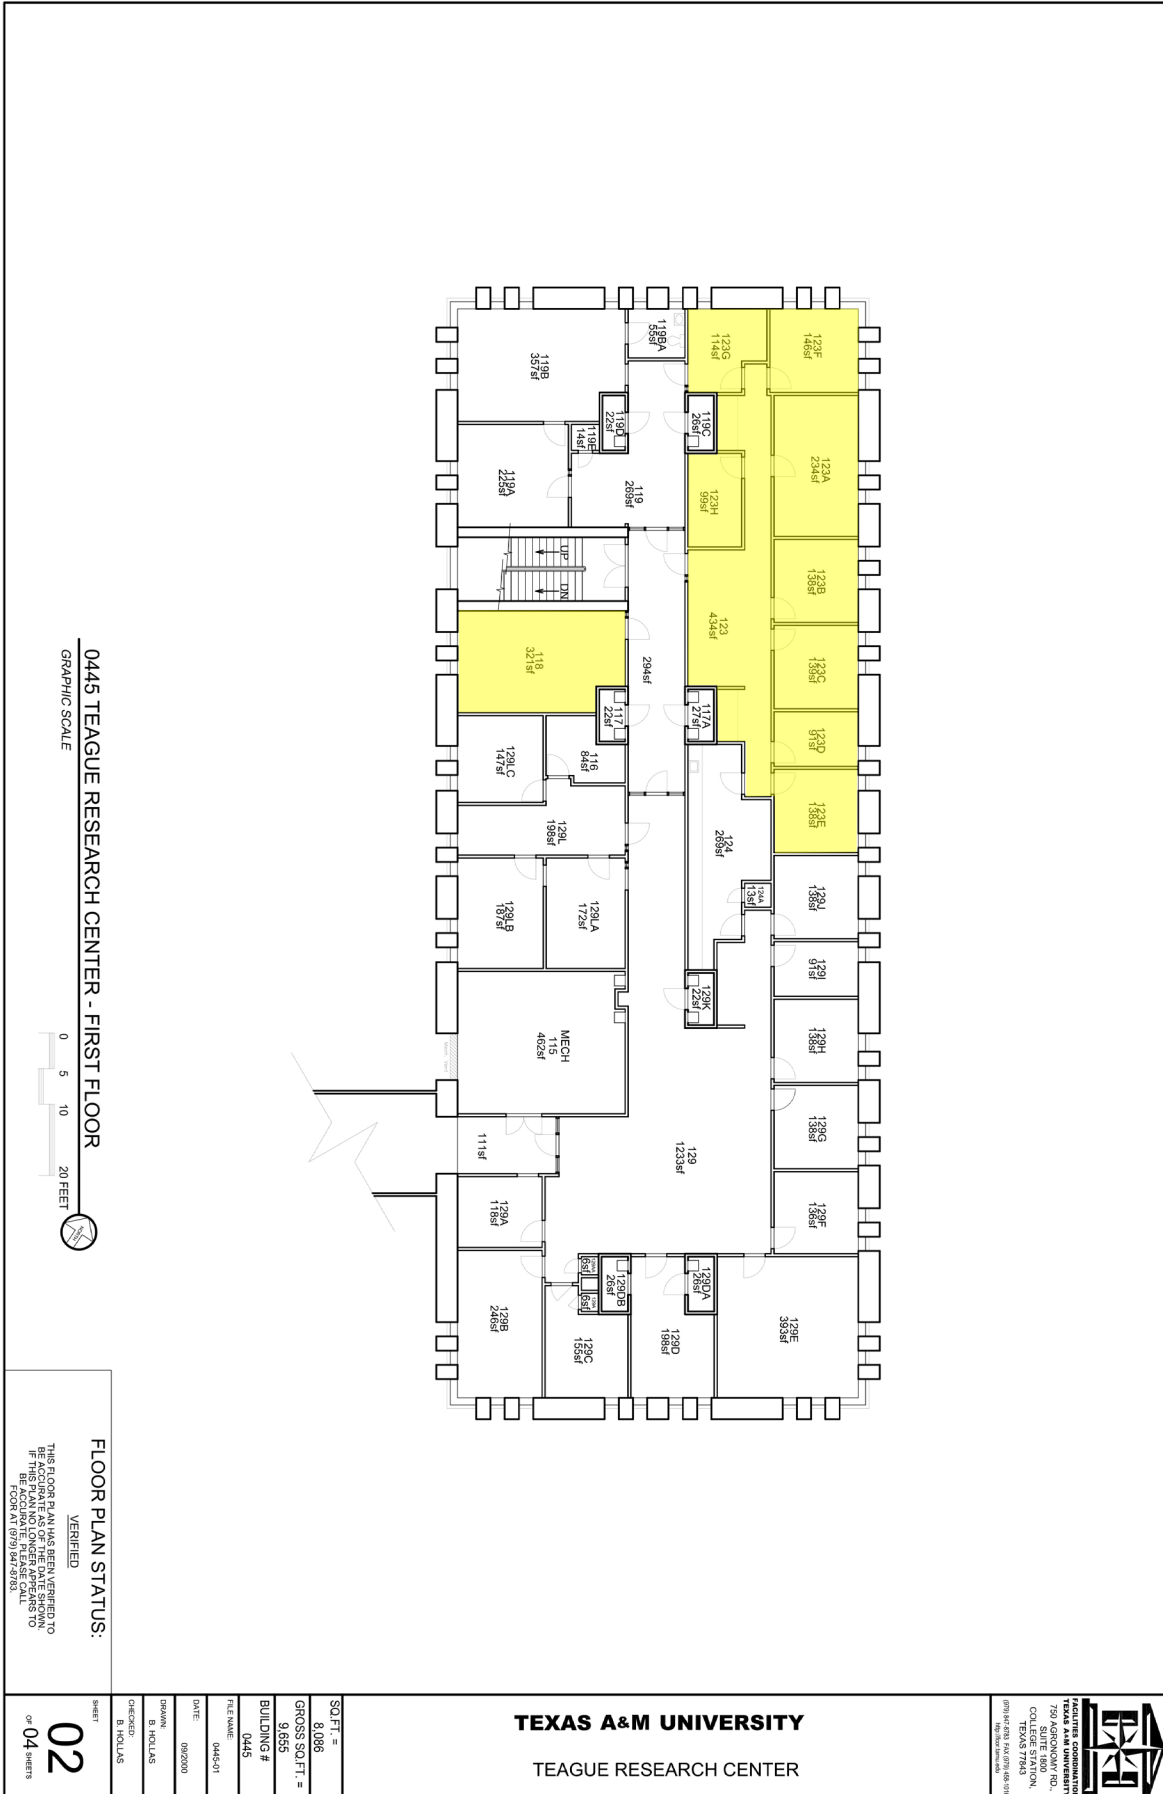 119BA
55sf
123G
114sf
123F
146sf
119B
357sf
119D
22sf
119C
26sf
119E
14sf
119A
225sf
119
269sf
123H
99sf
123A
234sf
UP
DN
123B
138sf
118
321sf
294sf
123
434sf
123C
139sf
117
22sf
117A
27sf
123D
91sf
129LC
147sf
116
84sf
123E
138sf
129L
198sf
124
269sf
124A
13sf
129J
138sf
129LB
187sf
129LA
172sf
129I
91sf
129K
22sf
MECH
115
462sf
129H
138sf
129G
138sf
111sf
129
1233sf
129A
118sf
129F
136sf
6sf
6sf
129DB
26sf
129DA
26sf
129B
246sf
129C
155sf
129D
198sf
129E
393sf
0445 TEAGUE RESEARCH CENTER - FIRST FLOOR
GRAPHIC SCALE
0 5 10 20 FEET
NORTH
FLOOR PLAN STATUS:
VERIFIED
THIS FLOOR PLAN HAS BEEN VERIFIED TO
BE ACCURATE AS OF THE DATE SHOWN.
IF THIS PLAN NO LONGER APPEARS TO
BE ACCURATE, PLEASE CALL
FCOR AT (979) 847-8783.
FACILITIES COORDINATION
TEXAS A&M UNIVERSITY
750 AGRONOMY RD.,
SUITE 1800
COLLEGE STATION,
TEXAS 77843
TEXAS A&M UNIVERSITY
TEAGUE RESEARCH CENTER
SQ.FT. =
8,086
GROSS SQ.FT. =
9,655
BUILDING #
0445
FILE NAME:
0445-01
DATE:
09/2000
DRAWN:
B. HOLLAS
CHECKED:
B. HOLLAS
SHEET
02
OF 04 SHEETS